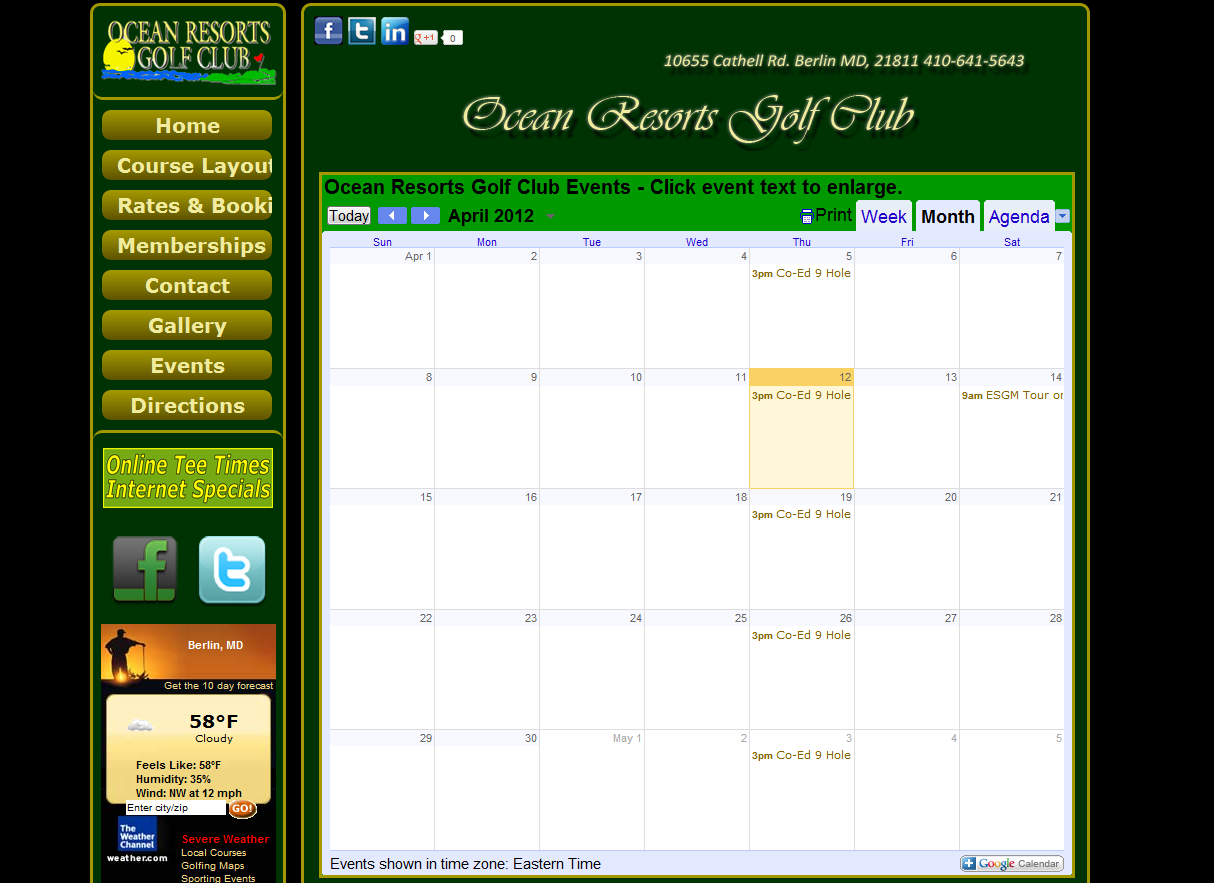 OCEAN RESORTS
GOLF CLUB
Home
Course Layout
Rates & Booki
Memberships
Contact
Gallery
Events
Directions
Online Tee Times
Internet Specials
Berlin, MD
Get the 10 day forecast
58°F
Cloudy
Feels Like: 58°F
Humidity: 35%
Wind: NW at 12 mph
Enter city/zip GO!
The
Weather
Channel
weather.com
Severe Weather
Local Courses
Golfing Maps
Sporting Events
f t in g +1 0
10655 Cathell Rd. Berlin MD, 21811 410-641-5643
Ocean Resorts Golf Club
Ocean Resorts Golf Club Events - Click event text to enlarge.
Today April 2012 Print Week Month Agenda
Sun Mon Tue Wed Thu Fri Sat
Apr 1 2 3 4 5 6 7
3pm Co-Ed 9 Hole
8 9 10 11 12 13 14
3pm Co-Ed 9 Hole 9am ESGM Tour or
15 16 17 18 19 20 21
3pm Co-Ed 9 Hole
22 23 24 25 26 27 28
3pm Co-Ed 9 Hole
29 30 May 1 2 3 4 5
3pm Co-Ed 9 Hole
Events shown in time zone: Eastern Time
Google Calendar